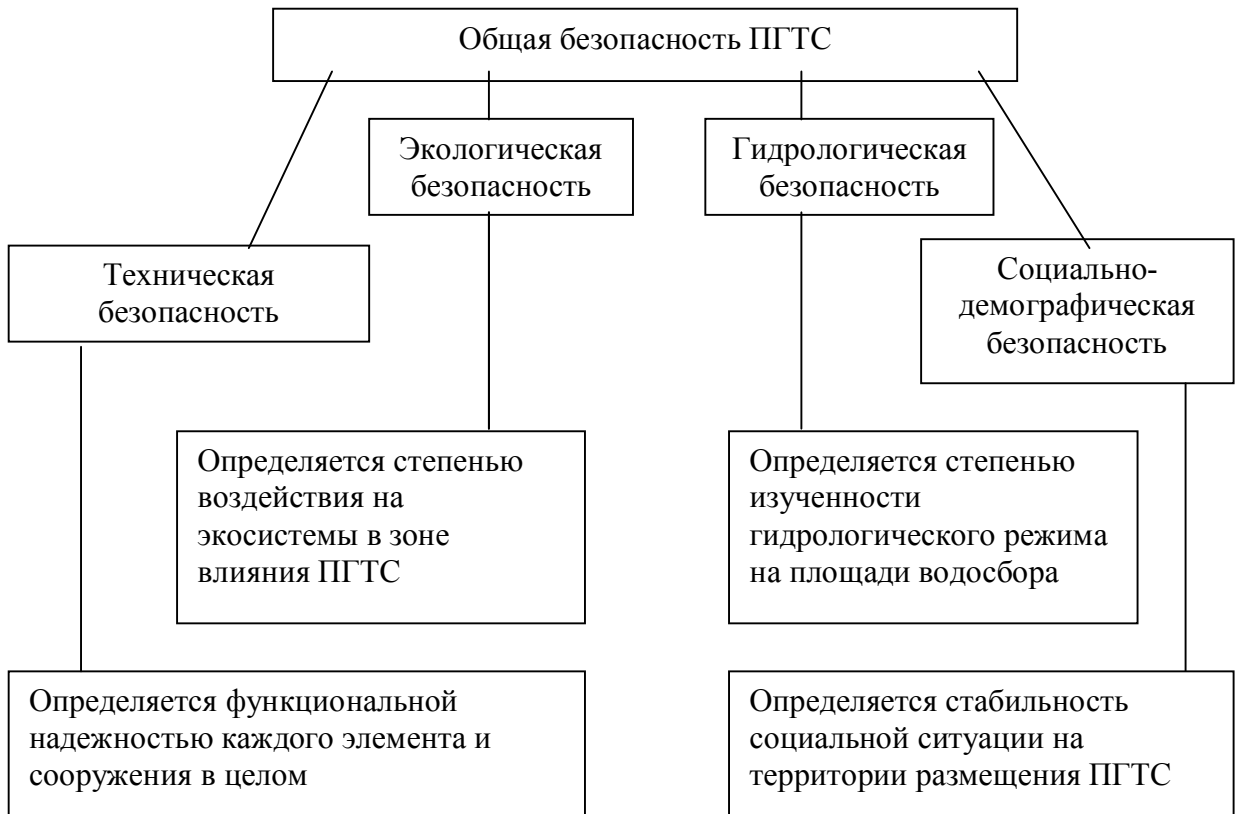 Общая безопасность ПГТС
Экологическая
безопасность
Гидрологическая
безопасность
Техническая
безопасность
Социально-
демографическая
безопасность
Определяется степенью
воздействия на
экосистемы в зоне
влияния ПГТС
Определяется степенью
изученности
гидрологического режима
на площади водосбора
Определяется функциональной
надежностью каждого элемента и
сооружения в целом
Определяется стабильность
социальной ситуации на
территории размещения ПГТС